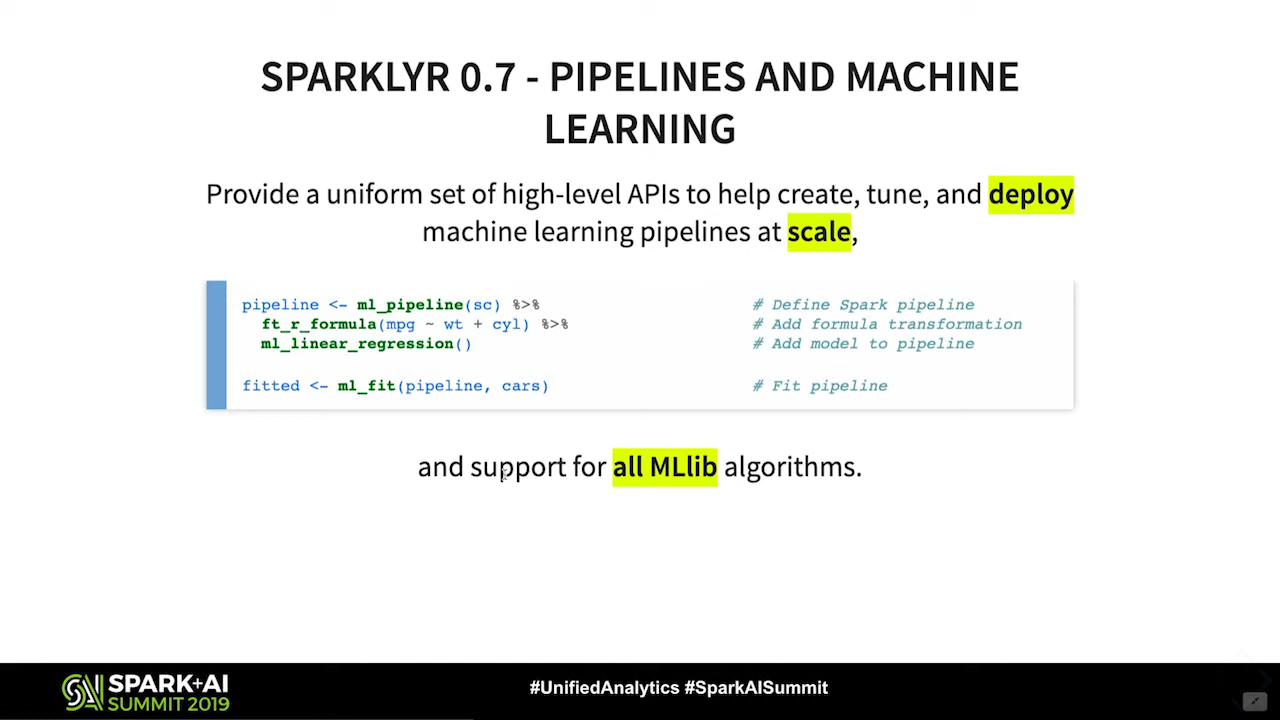 SPARKLYR 0.7 - PIPELINES AND MACHINE
LEARNING
Provide a uniform set of high-level APIs to help create, tune, and deploy
machine learning pipelines at scale,
pipeline <- ml_pipeline(sc) %>% # Define Spark pipeline
  ft_r_formula(mpg ~ wt + cyl) %>% # Add formula transformation
  ml_linear_regression() # Add model to pipeline
fitted <- ml_fit(pipeline, cars) # Fit pipeline
and support for all MLlib algorithms.
SPARK+AI
SUMMIT 2019
#UnifiedAnalytics #SparkAISummit